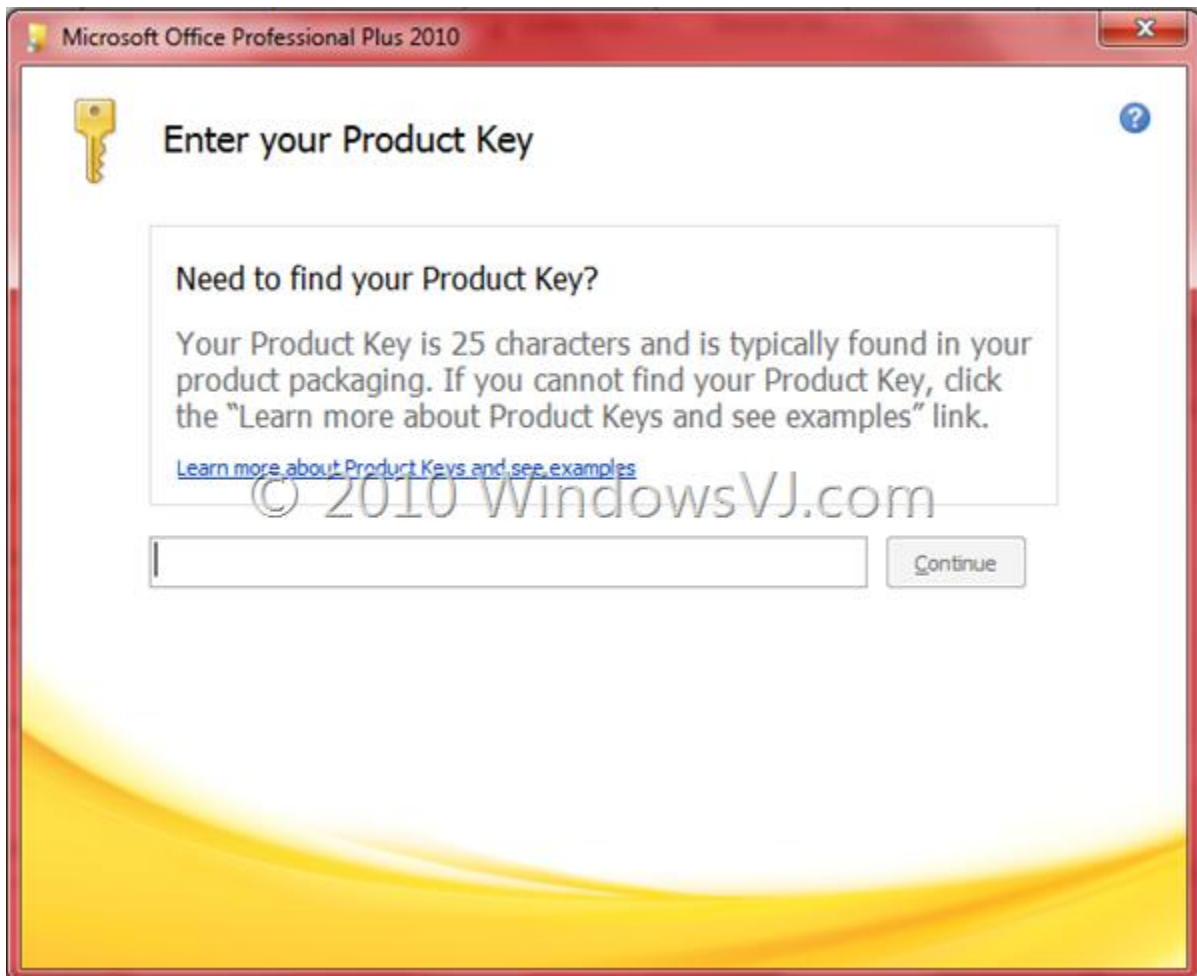 Microsoft Office Professional Plus 2010
Enter your Product Key
Need to find your Product Key?
Your Product Key is 25 characters and is typically found in your
product packaging. If you cannot find your Product Key, click
the “Learn more about Product Keys and see examples” link.
Learn more about Product Keys and see examples
© 2010 WindowsVJ.com
Continue